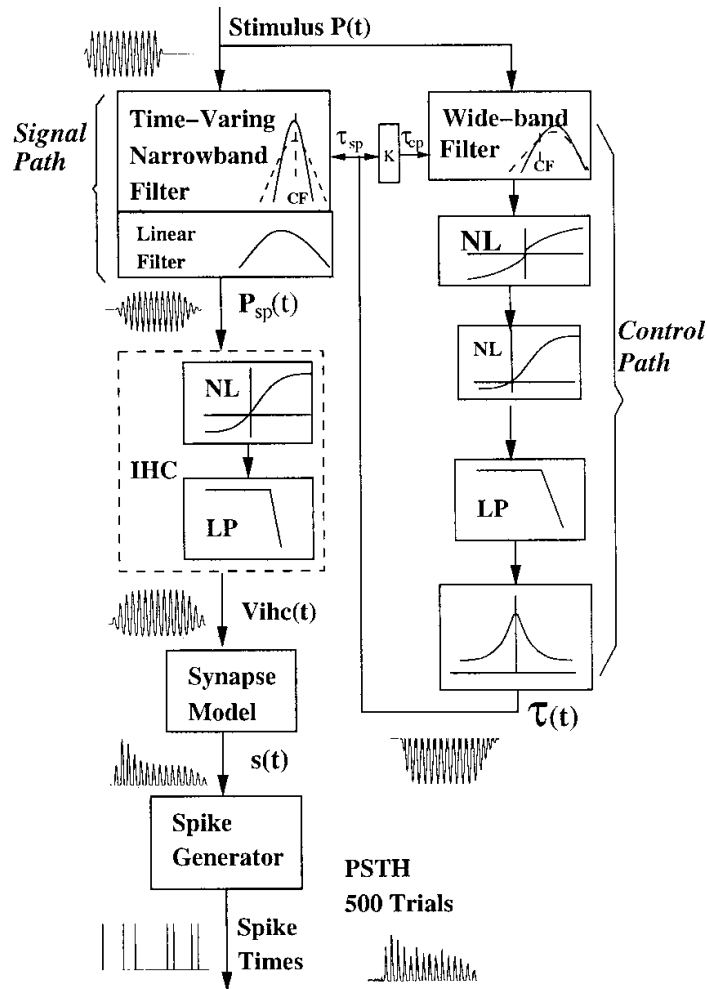 Stimulus P(t)
Signal
Path
Time-Varing
Narrowband
Filter
CF
τsp
K
τcp
Wide-band
Filter
CF
Linear
Filter
Psp(t)
NL
NL
Control
Path
IHC
NL
LP
LP
Vihc(t)
Synapse
Model
τ(t)
s(t)
Spike
Generator
PSTH
500 Trials
Spike
Times